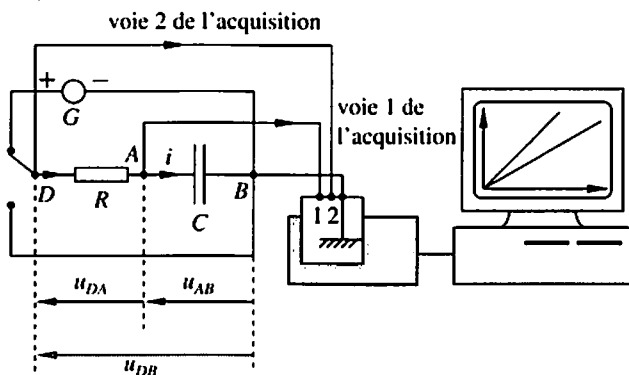 voie 2 de l'acquisition
+ −
G
voie 1 de
l'acquisition
A i
D R C B
1 2
u_DA u_AB
u_DB